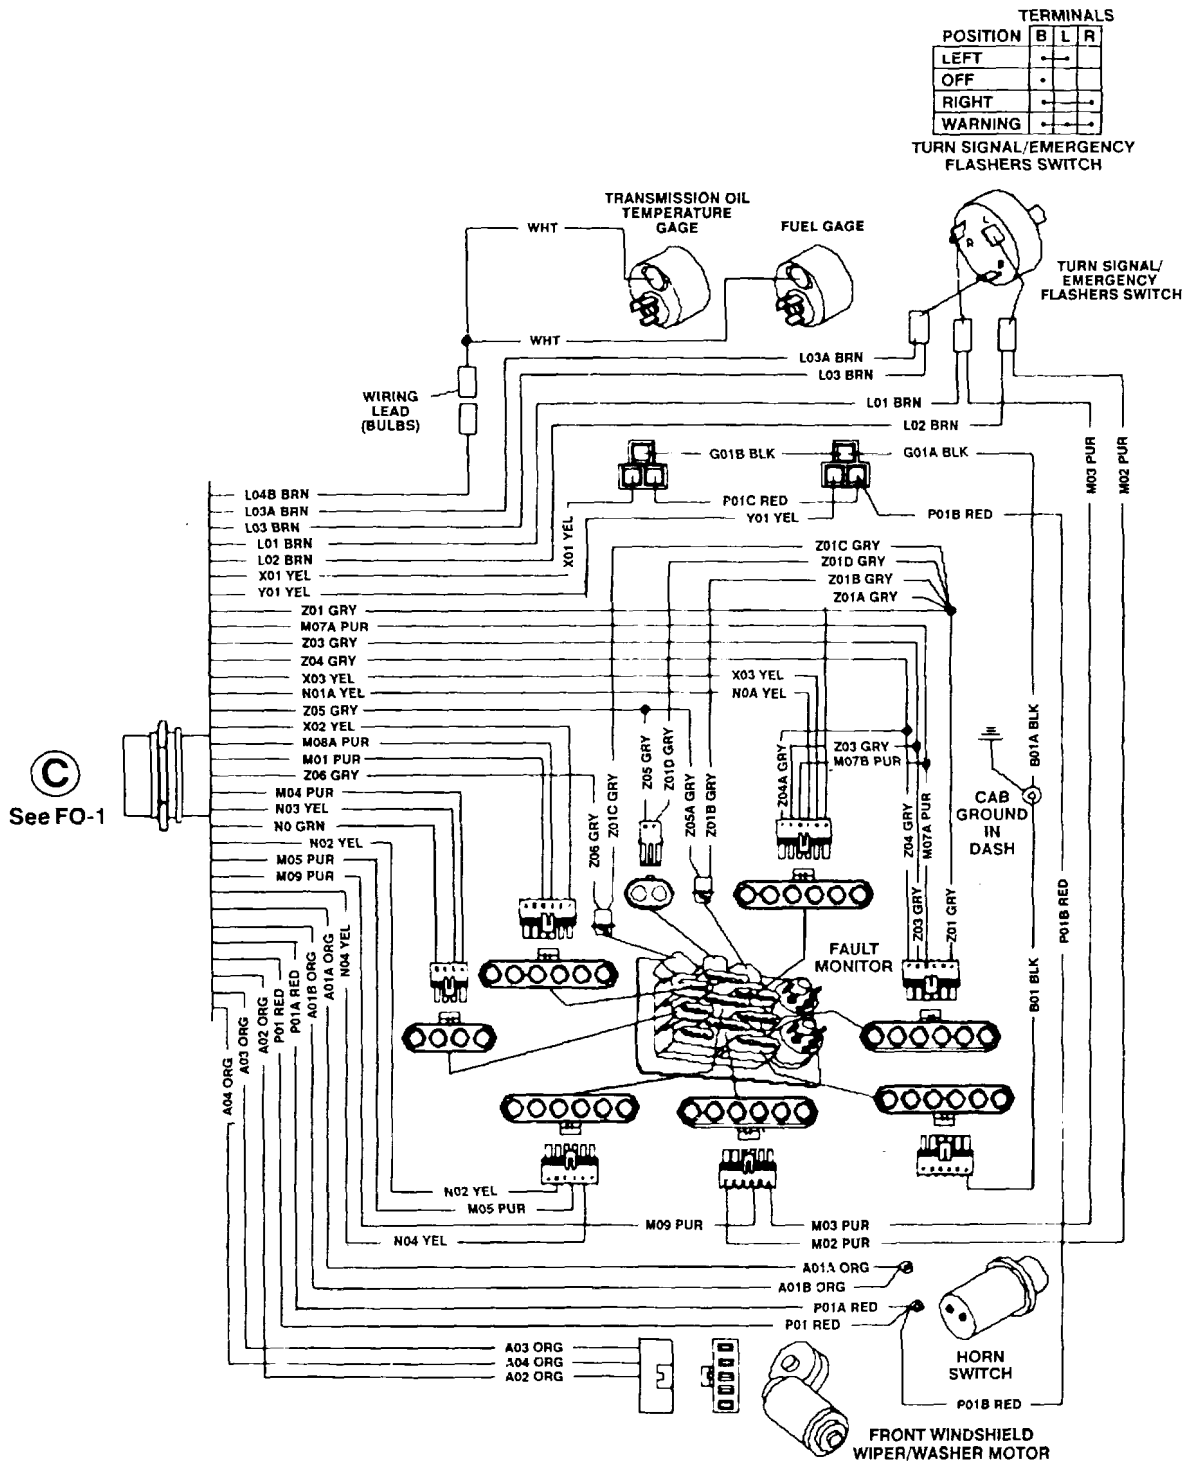 TERMINALS
POSITION B L R
LEFT
OFF
RIGHT
WARNING
TURN SIGNAL/EMERGENCY
FLASHERS SWITCH
TRANSMISSION OIL
TEMPERATURE
GAGE
FUEL GAGE
WHT
L
R
B
TURN SIGNAL/
EMERGENCY
FLASHERS SWITCH
WHT
L03A BRN
L03 BRN
WIRING
LEAD
(BULBS)
L01 BRN
L02 BRN
G01B BLK
G01A BLK
M03 PUR
M02 PUR
L04B BRN
L03A BRN
L03 BRN
L01 BRN
L02 BRN
X01 YEL
Y01 YEL
P01C RED
Y01 YEL
P01B RED
X01 YEL
Z01C GRY
Z01D GRY
Z01B GRY
Z01A GRY
Z01 GRY
M07A PUR
Z03 GRY
Z04 GRY
X03 YEL
N01A YEL
Z05 GRY
X02 YEL
M08A PUR
M01 PUR
Z06 GRY
M04 PUR
N03 YEL
N0 GRN
N02 YEL
M05 PUR
M09 PUR
X03 YEL
N0A YEL
Z03 GRY
M07B PUR
Z04A GRY
B01A BLK
C
See FO-1
CAB
GROUND
IN
DASH
Z06 GRY
Z01C GRY
Z05 GRY
Z01D GRY
Z05A GRY
Z01B GRY
Z04 GRY
M07A PUR
Z03 GRY
Z01 GRY
P01B RED
B01 BLK
FAULT
MONITOR
A04 ORG
A03 ORG
A02 ORG
P01 RED
P01A RED
A01B ORG
A01A ORG
N04 YEL
N02 YEL
M05 PUR
M09 PUR
M03 PUR
N04 YEL
M02 PUR
A01A ORG
A01B ORG
P01A RED
P01 RED
A03 ORG
A04 ORG
A02 ORG
HORN
SWITCH
P01B RED
FRONT WINDSHIELD
WIPER/WASHER MOTOR